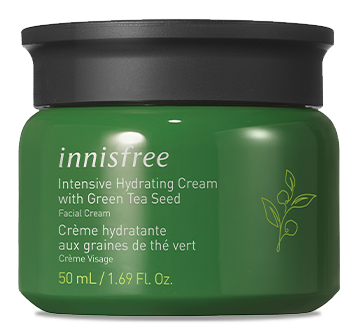 innisfree
Intensive Hydrating Cream
with Green Tea Seed
Facial Cream
Crème hydratante
aux graines de thé vert
Crème Visage
50 mL / 1.69 Fl. Oz.